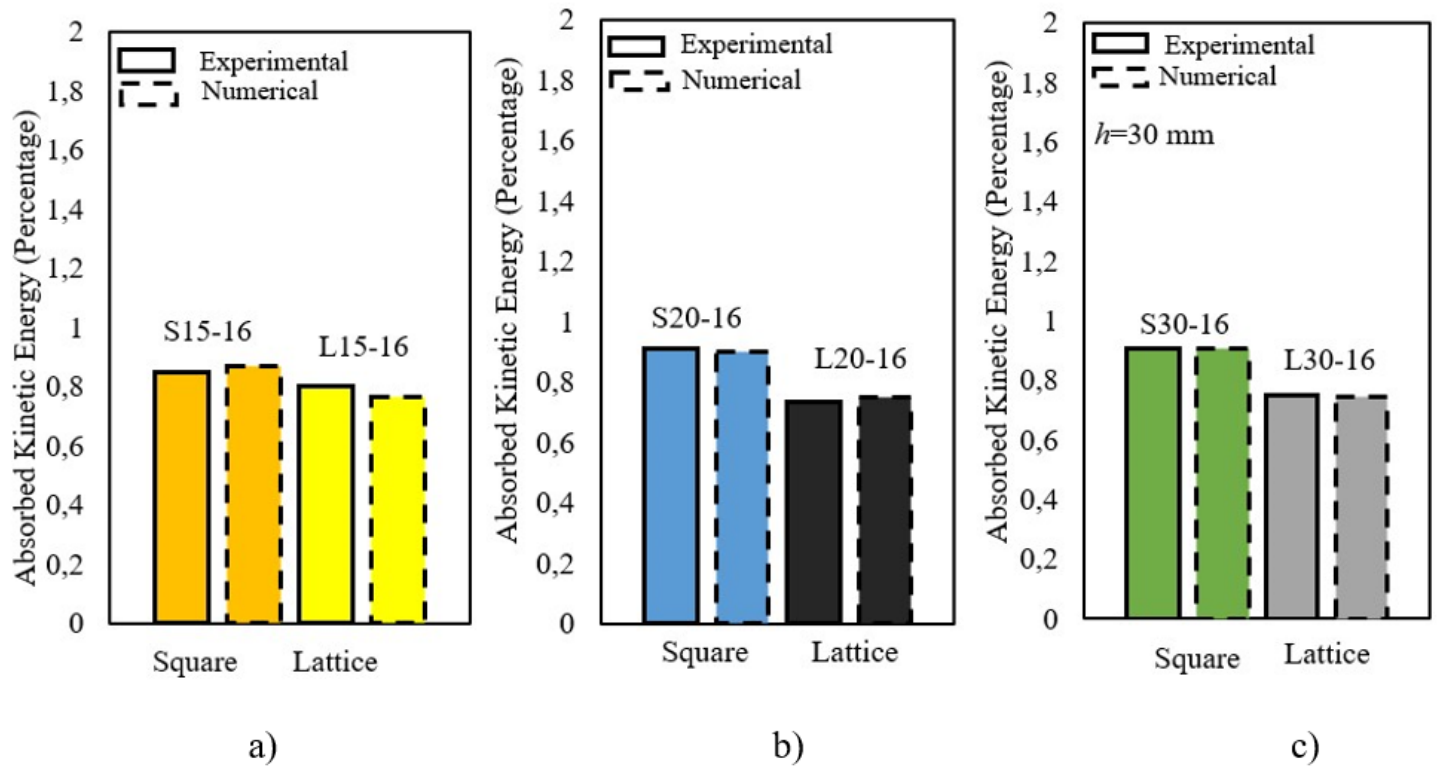 Absorbed Kinetic Energy (Percentage)
2
1,8
1,6
1,4
1,2
1
0,8
0,6
0,4
0,2
0
Experimental
Numerical
S15-16
L15-16
Square
Lattice
a)
Absorbed Kinetic Energy (Percentage)
2
1,8
1,6
1,4
1,2
1
0,8
0,6
0,4
0,2
0
Experimental
Numerical
S20-16
L20-16
Square
Lattice
b)
Absorbed Kinetic Energy (Percentage)
2
1,8
1,6
1,4
1,2
1
0,8
0,6
0,4
0,2
0
Experimental
Numerical
h=30 mm
S30-16
L30-16
Square
Lattice
c)